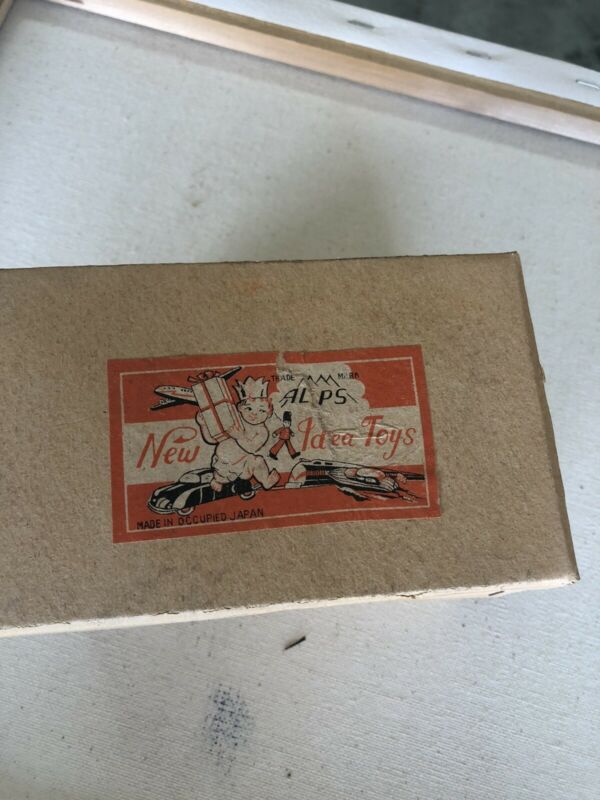 TRADE MARK
ALPS
New Idea Toys
MADE IN OCCUPIED JAPAN